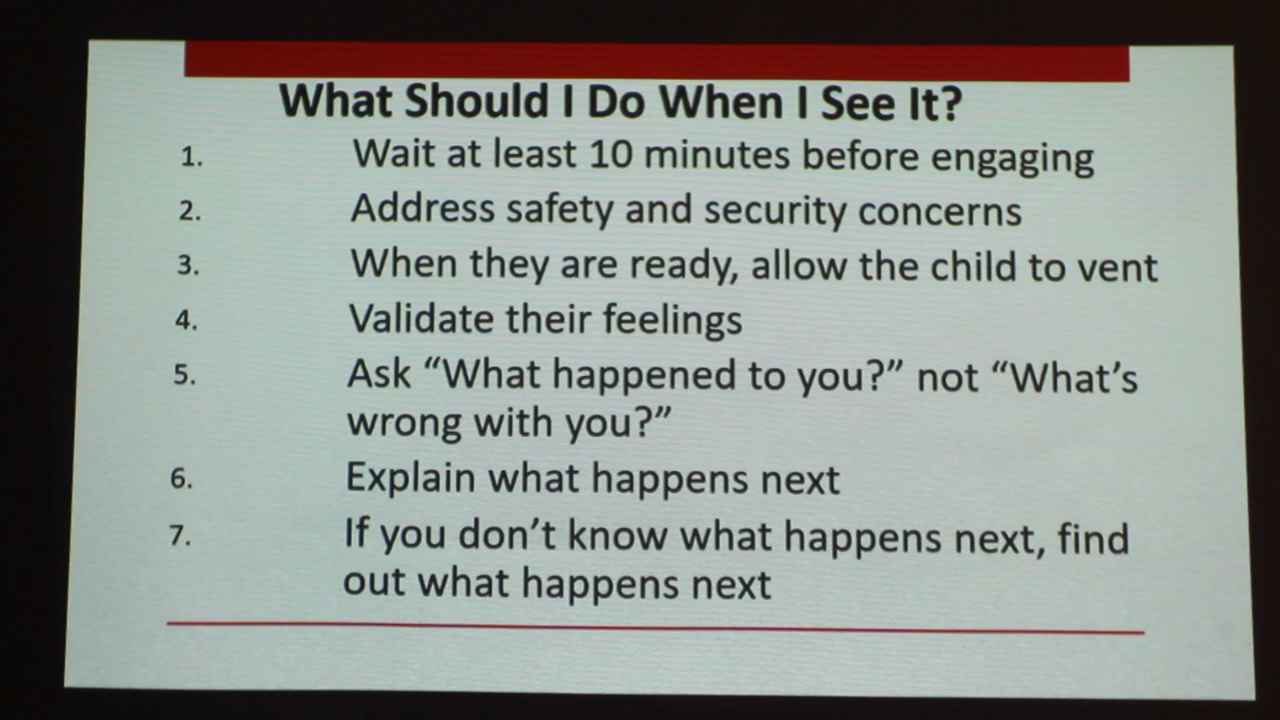 What Should I Do When I See It?
1. Wait at least 10 minutes before engaging
2. Address safety and security concerns
3. When they are ready, allow the child to vent
4. Validate their feelings
5. Ask “What happened to you?” not “What’s
wrong with you?”
6. Explain what happens next
7. If you don’t know what happens next, find
out what happens next